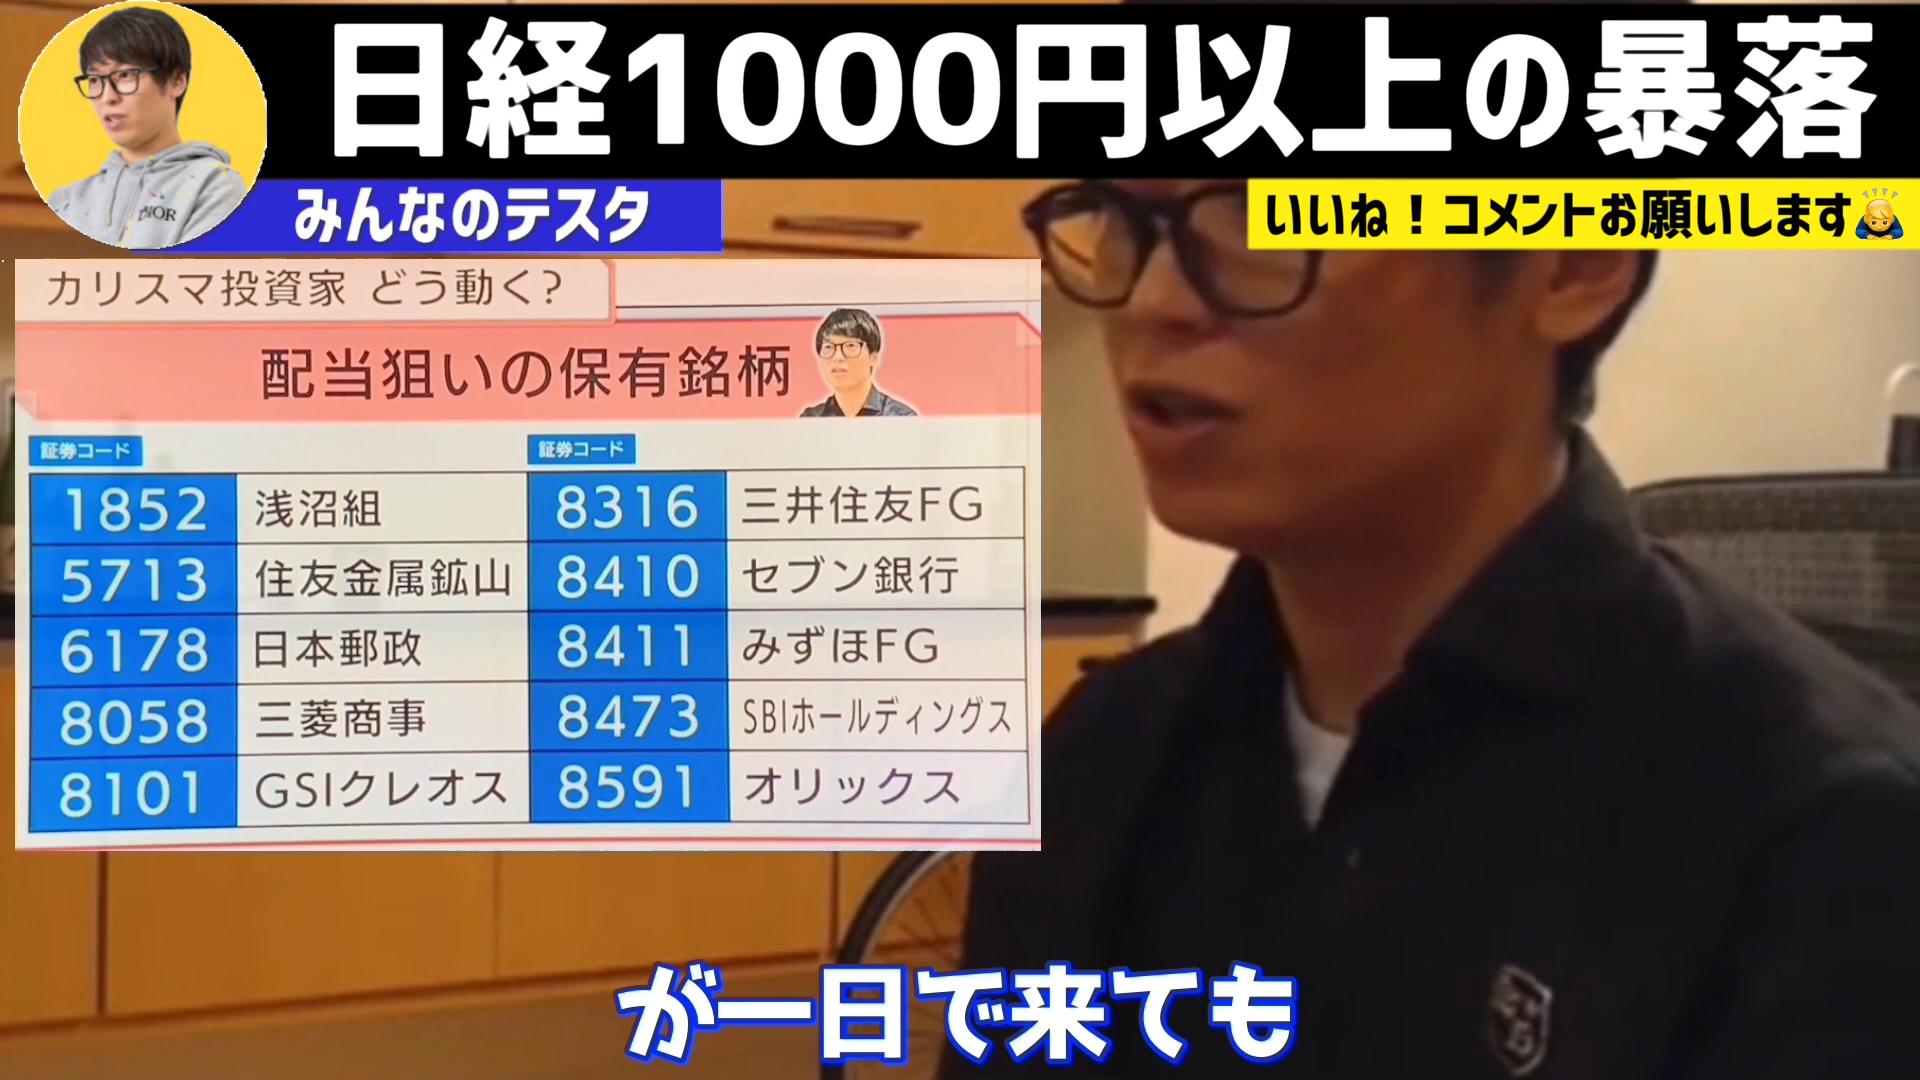 日経1000円以上の暴落
みんなのテスタ
いいね！コメントお願いします🙇
カリスマ投資家 どう動く?
配当狙いの保有銘柄
証券コード
1852 浅沼組
5713 住友金属鉱山
6178 日本郵政
8058 三菱商事
8101 GSIクレオス
証券コード
8316 三井住友FG
8410 セブン銀行
8411 みずほFG
8473 SBIホールディングス
8591 オリックス
が一日で来ても